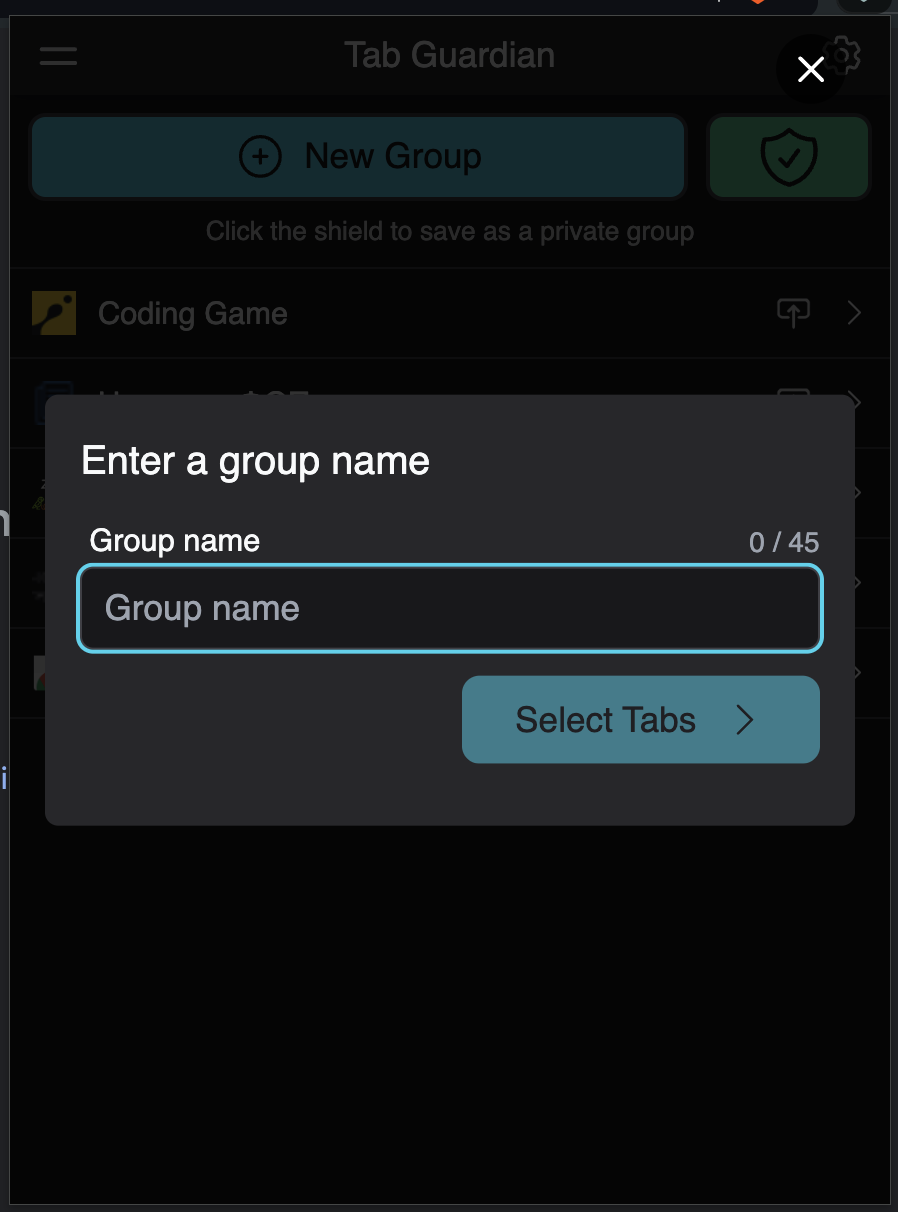 Tab Guardian
New Group
Click the shield to save as a private group
Coding Game
Enter a group name
Group name
0 / 45
Group name
Select Tabs